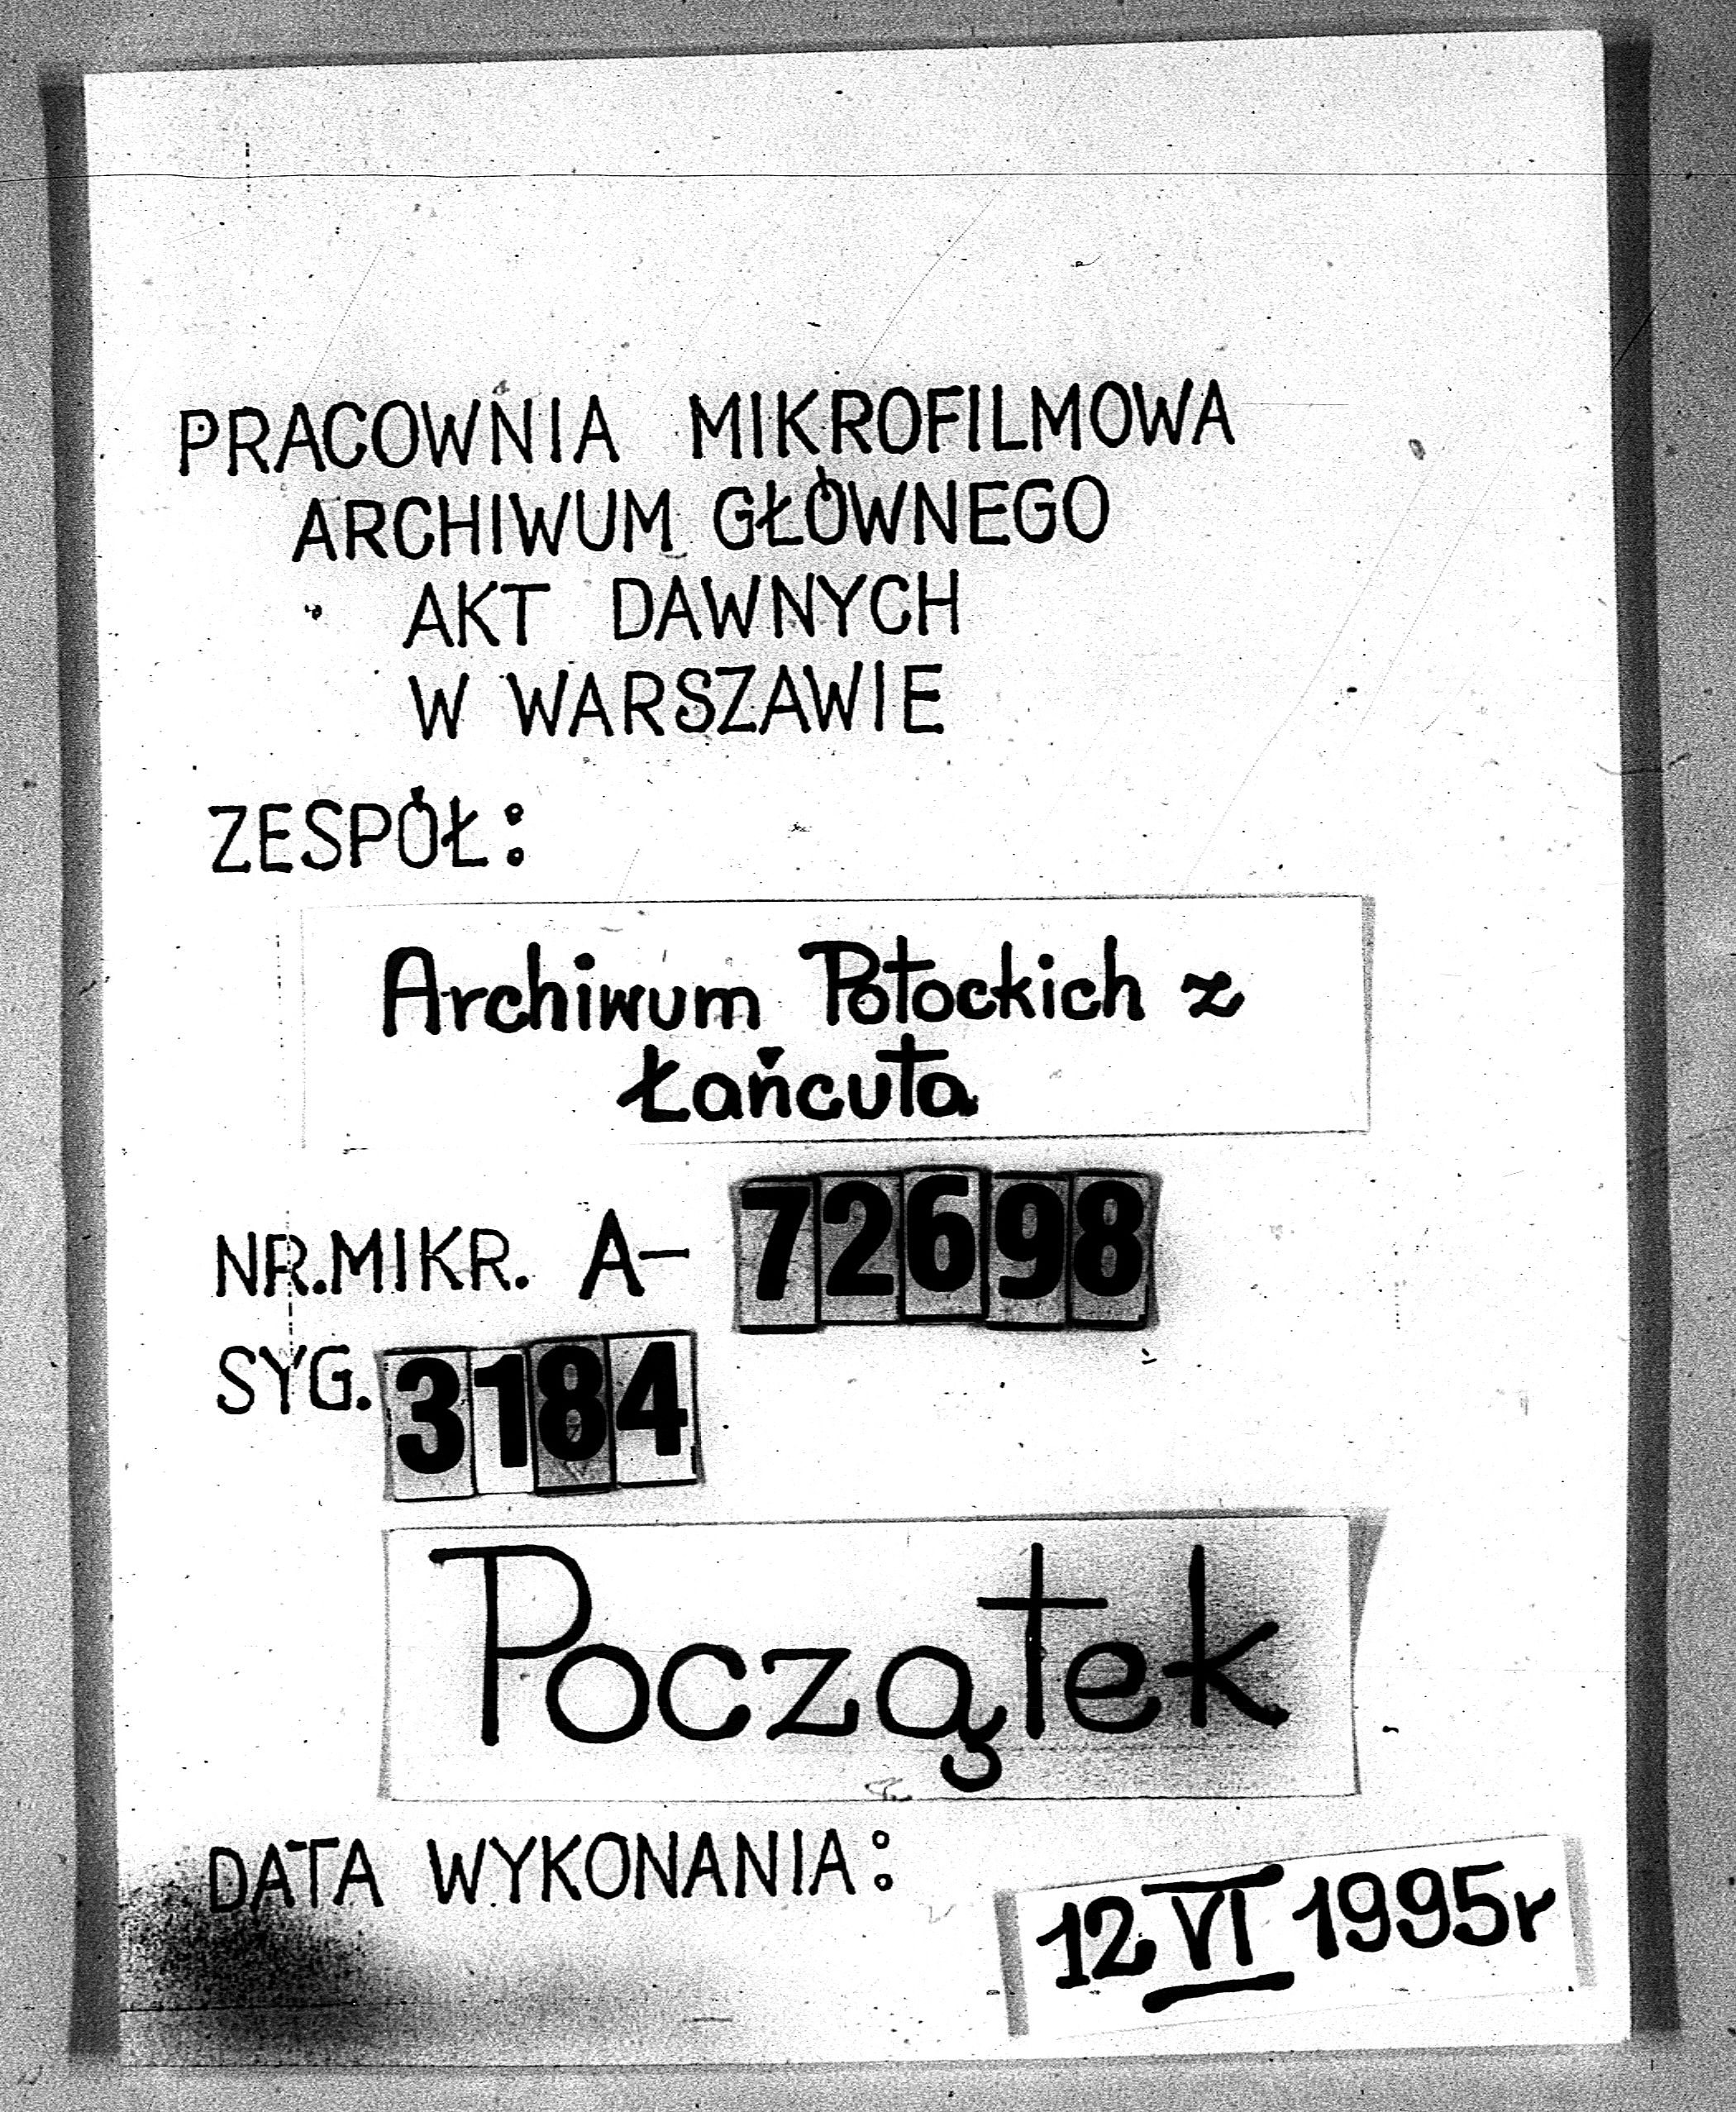 PRACOWNIA MIKROFILMOWA
ARCHIWUM GŁÓWNEGO
AKT DAWNYCH
W WARSZAWIE
ZESPÓŁ:
Archiwum Potockich z
Łańcuta
NR.MIKR. A- 72698
SYG. 3184
Początek
DATA WYKONANIA:
12 VI 1995r